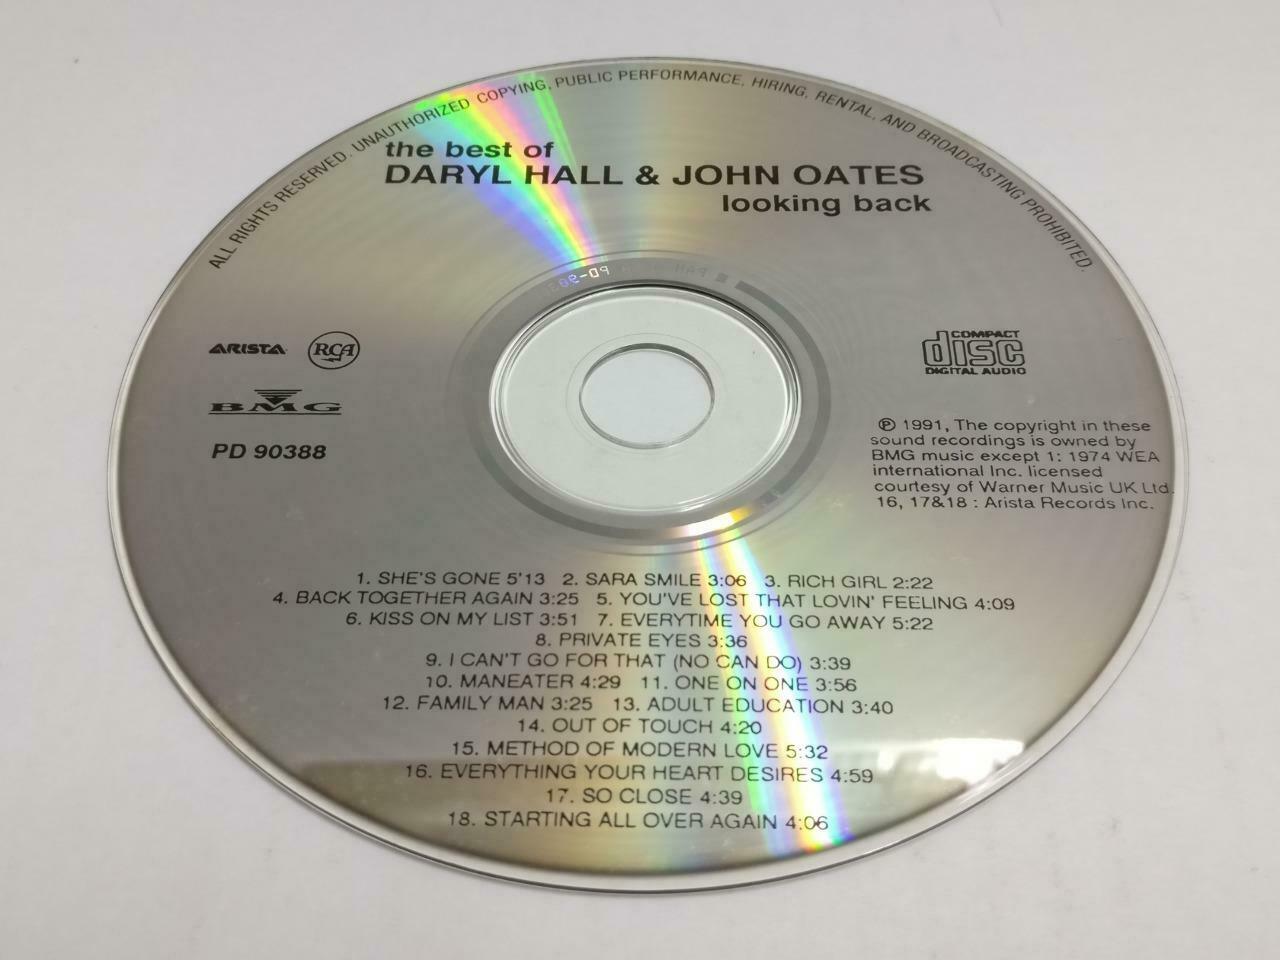 ALL RIGHTS RESERVED. UNAUTHORIZED COPYING, PUBLIC PERFORMANCE, HIRING, RENTAL, AND BROADCASTING PROHIBITED.
the best of
DARYL HALL & JOHN OATES
looking back
PD-903
ARISTA RCA
BMG
PD 90388
COMPACT
disc
DIGITAL AUDIO
℗ 1991, The copyright in these
sound recordings is owned by
BMG music except 1: 1974 WEA
international Inc. licensed
courtesy of Warner Music UK Ltd.
16, 17&18 : Arista Records Inc.
1. SHE'S GONE 5'13 2. SARA SMILE 3:06 3. RICH GIRL 2:22
4. BACK TOGETHER AGAIN 3:25 5. YOU'VE LOST THAT LOVIN' FEELING 4:09
6. KISS ON MY LIST 3:51 7. EVERYTIME YOU GO AWAY 5:22
8. PRIVATE EYES 3:36
9. I CAN'T GO FOR THAT (NO CAN DO) 3:39
10. MANEATER 4:29 11. ONE ON ONE 3:56
12. FAMILY MAN 3:25 13. ADULT EDUCATION 3:40
14. OUT OF TOUCH 4:20
15. METHOD OF MODERN LOVE 5:32
16. EVERYTHING YOUR HEART DESIRES 4:59
17. SO CLOSE 4:39
18. STARTING ALL OVER AGAIN 4:06